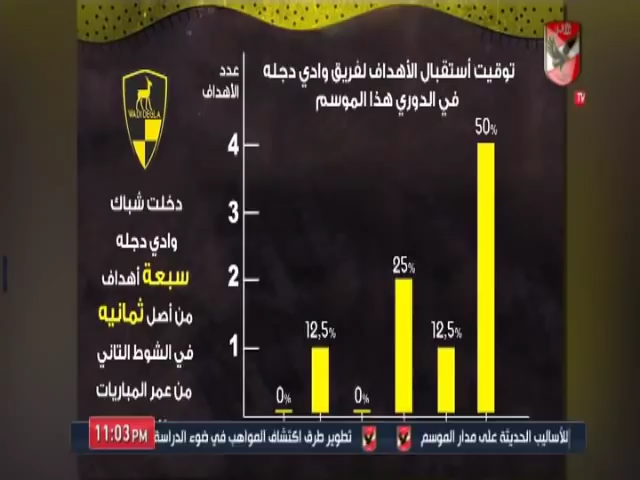 توقيت أستقبال الأهداف لفريق وادي دجله
في الدوري هذا الموسم
عدد
الأهداف
WADI DEGLA
TV
دخلت شباك
وادي دجله
سبعة أهداف
من أصل ثمانيه
في الشوط التاني
من عمر المباريات
4
3
2
1
0%
12,5%
0%
25%
12,5%
50%
للأساليب الحديثة على مدار الموسم
تطوير طرق اكتشاف المواهب في ضوء الدراسة
11:03 PM